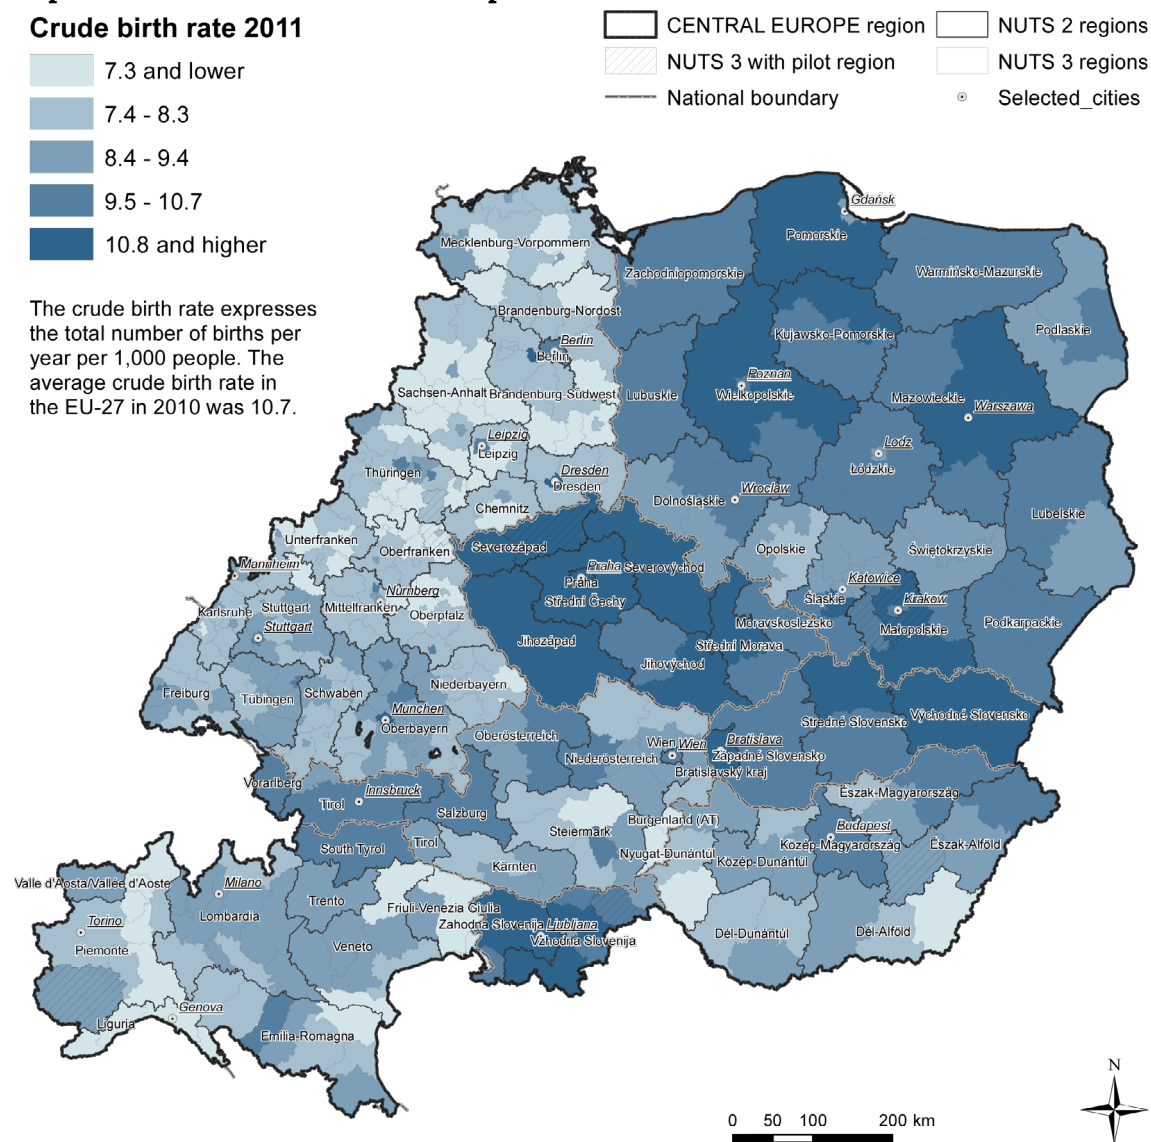 Crude birth rate 2011
7.3 and lower
7.4 - 8.3
8.4 - 9.4
9.5 - 10.7
10.8 and higher
The crude birth rate expresses
the total number of births per
year per 1,000 people. The
average crude birth rate in
the EU-27 in 2010 was 10.7.
CENTRAL EUROPE region
NUTS 2 regions
NUTS 3 with pilot region
NUTS 3 regions
National boundary
Selected_cities
Gdańsk
Pomorskie
Mecklenburg-Vorpommern
Zachodniopomorskie
Warmińsko-Mazurskie
Brandenburg-Nordost
Kujawsko-Pomorskie
Podlaskie
Berlin
Berlin
Poznan
Sachsen-Anhalt
Brandenburg-Südwest
Lubuskie
Wielkopolskie
Mazowieckie
Warszawa
Leipzig
Leipzig
Lodz
Łódzkie
Thüringen
Dresden
Dresden
Dolnośląskie
Wroclaw
Chemnitz
Lubelskie
Unterfranken
Oberfranken
Severozápad
Opolskie
Świętokrzyskie
Mannheim
Praha
Praha
Severovýchod
Katowice
Nürnberg
Střední Čechy
Śląskie
Krakow
Karlsruhe
Stuttgart
Mittelfranken
Oberpfalz
Stuttgart
Moravskoslezsko
Małopolskie
Podkarpackie
Jihozápad
Střední Morava
Jihovýchod
Freiburg
Tübingen
Schwaben
Niederbayern
Munchen
Oberbayern
Stredné Slovensko
Východné Slovensko
Oberösterreich
Wien
Wien
Bratislava
Niederösterreich
Západné Slovensko
Bratislavský kraj
Vorarlberg
Innsbruck
Tirol
Salzburg
Észak-Magyarország
Burgenland (AT)
Budapest
Steiermark
South Tyrol
Tirol
Nyugat-Dunántúl
Közép-Magyarország
Észak-Alföld
Közép-Dunántúl
Kärnten
Valle d'Aosta/Vallée d'Aoste
Milano
Trento
Friuli-Venezia Giulia
Lombardia
Torino
Zahodna Slovenija
Ljubljana
Vzhodna Slovenija
Dél-Dunántúl
Dél-Alföld
Piemonte
Veneto
Genova
Liguria
Emilia-Romagna
N
0 50 100 200 km